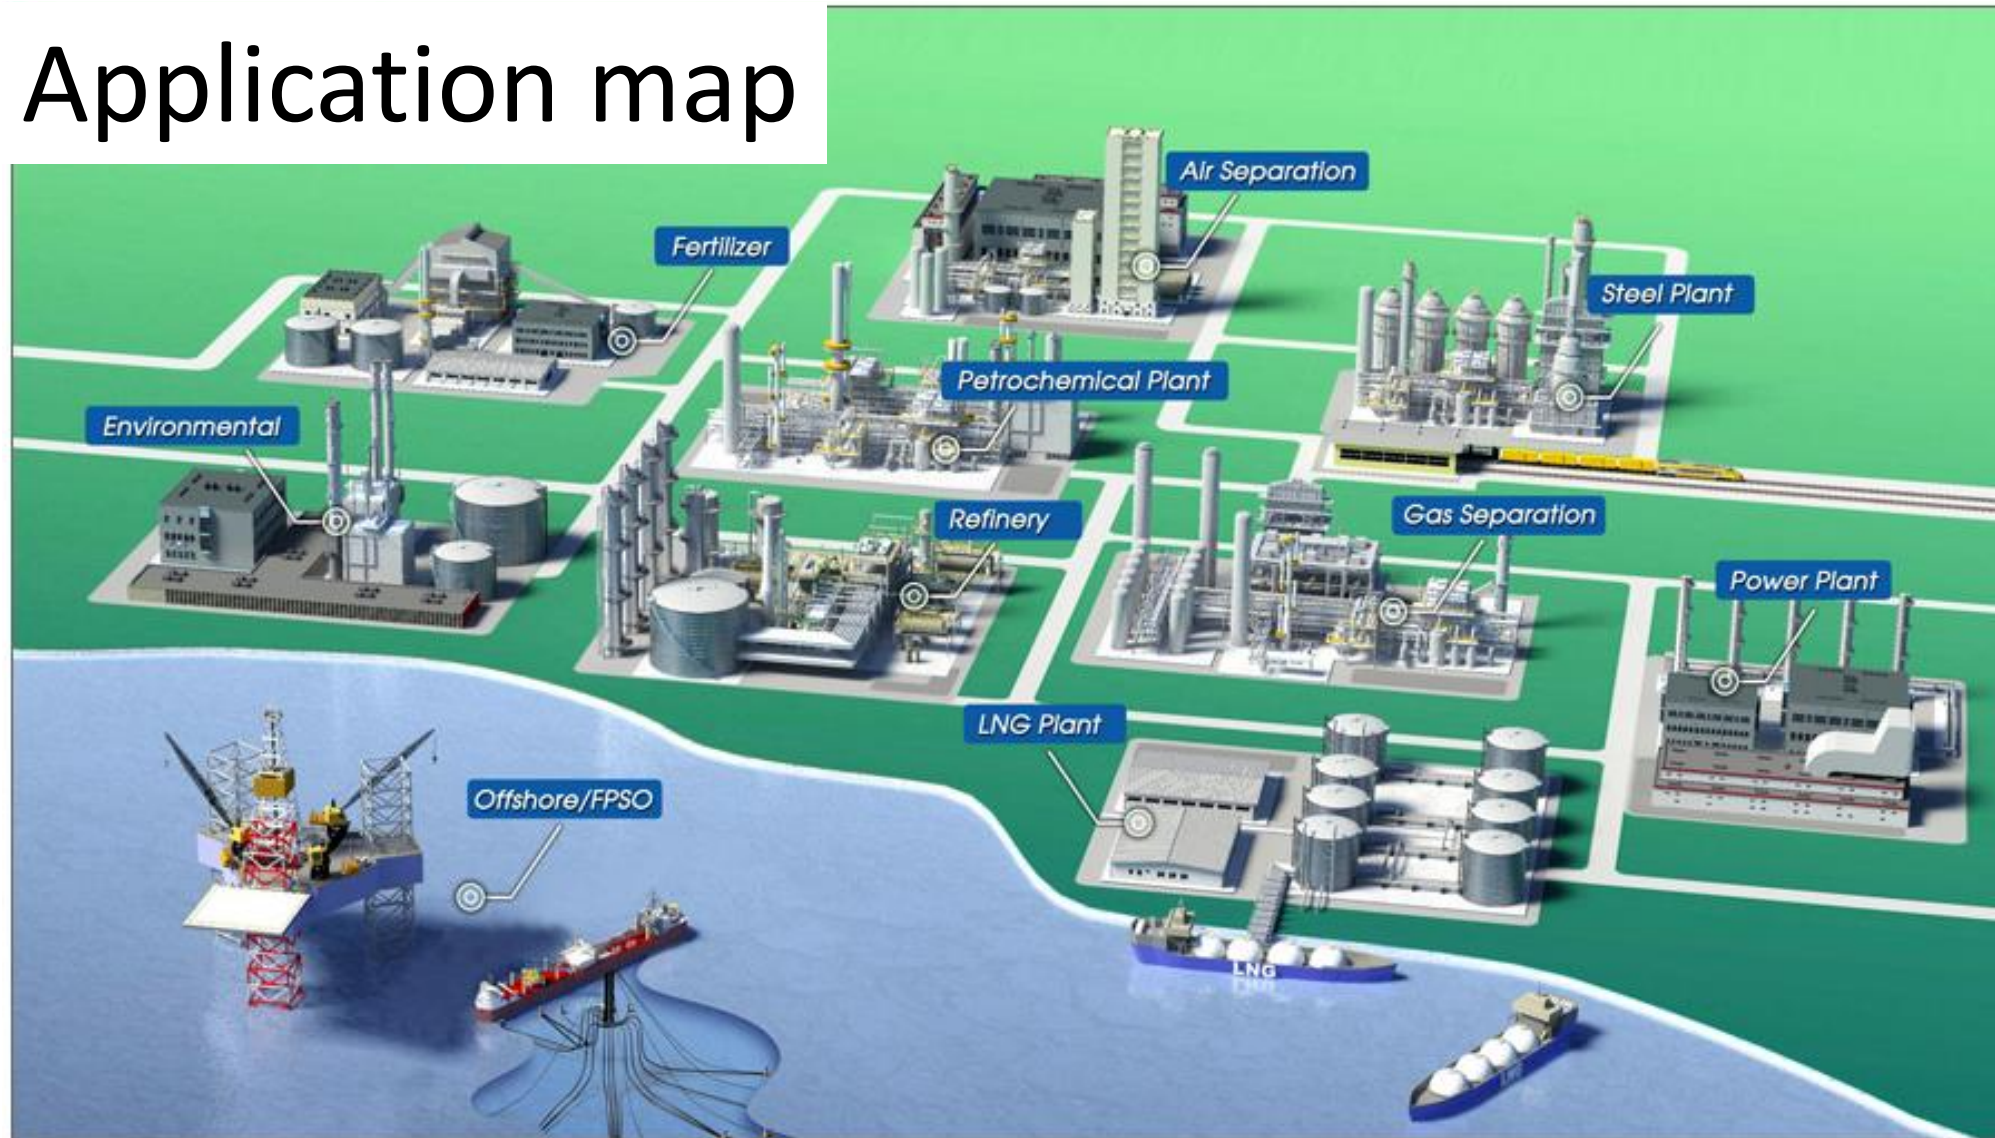 Application map
Air Separation
Fertilizer
Steel Plant
Petrochemical Plant
Environmental
Refinery
Gas Separation
Power Plant
LNG Plant
Offshore/FPSO
LNG
LNG